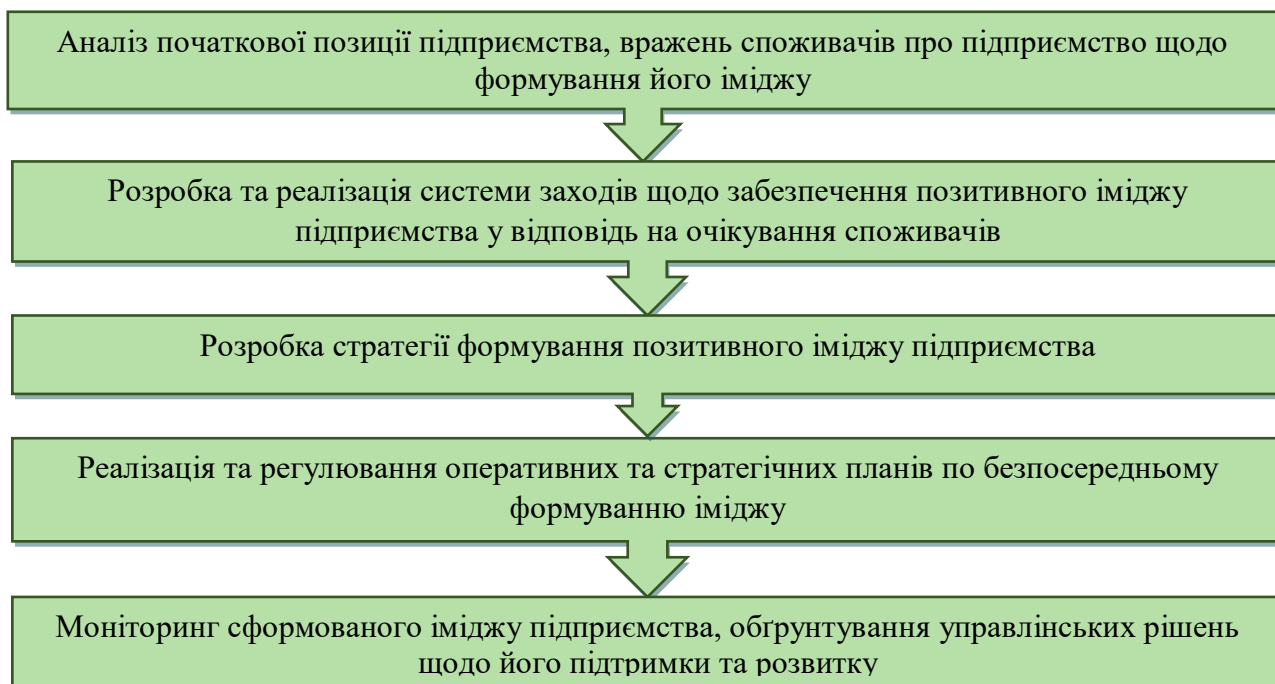 Аналіз початкової позиції підприємства, вражень споживачів про підприємство щодо
формування його іміджу
Розробка та реалізація системи заходів щодо забезпечення позитивного іміджу
підприємства у відповідь на очікування споживачів
Розробка стратегії формування позитивного іміджу підприємства
Реалізація та регулювання оперативних та стратегічних планів по безпосередньому
формуванню іміджу
Моніторинг сформованого іміджу підприємства, обґрунтування управлінських рішень
щодо його підтримки та розвитку